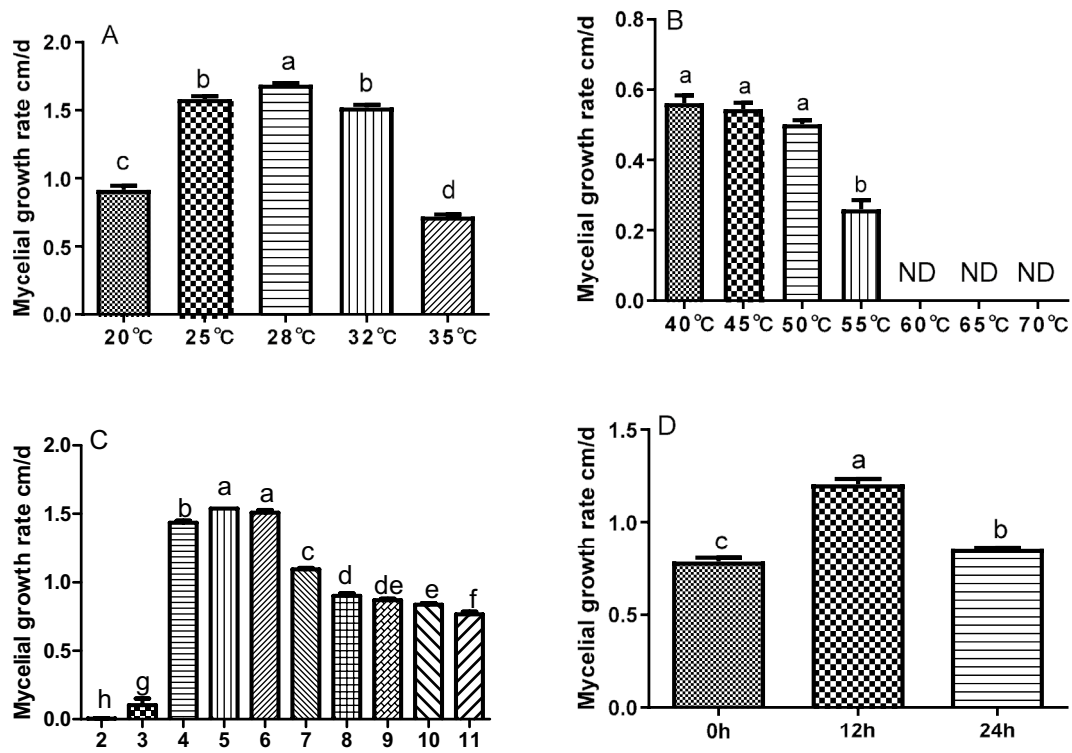 A
Mycelial growth rate cm/d
2.0
1.5
1.0
0.5
0.0
c
b
a
b
d
20℃
25℃
28℃
32℃
35℃
B
Mycelial growth rate cm/d
0.8
0.6
0.4
0.2
0.0
a
a
a
b
ND
ND
ND
40℃
45℃
50℃
55℃
60℃
65℃
70℃
C
Mycelial growth rate cm/d
2.0
1.5
1.0
0.5
0.0
h
g
b
a
a
c
d
de
e
f
2
3
4
5
6
7
8
9
10
11
D
Mycelial growth rate cm/d
1.5
1.0
0.5
0.0
c
a
b
0h
12h
24h